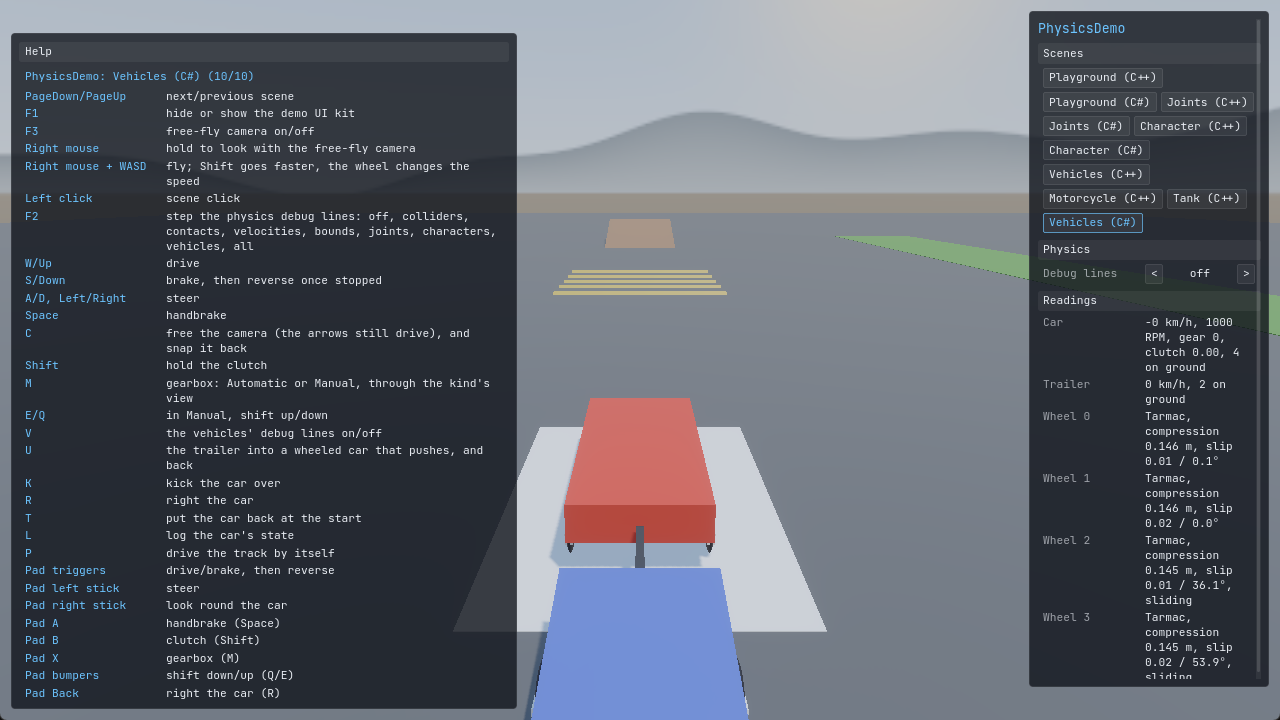 Help
PhysicsDemo: Vehicles (C#) (10/10)
PageDown/PageUp next/previous scene
F1 hide or show the demo UI kit
F3 free-fly camera on/off
Right mouse hold to look with the free-fly camera
Right mouse + WASD fly; Shift goes faster, the wheel changes the
speed
Left click scene click
F2 step the physics debug lines: off, colliders,
contacts, velocities, bounds, joints, characters,
vehicles, all
W/Up drive
S/Down brake, then reverse once stopped
A/D, Left/Right steer
Space handbrake
C free the camera (the arrows still drive), and
snap it back
Shift hold the clutch
M gearbox: Automatic or Manual, through the kind's
view
E/Q in Manual, shift up/down
V the vehicles' debug lines on/off
U the trailer into a wheeled car that pushes, and
back
K kick the car over
R right the car
T put the car back at the start
L log the car's state
P drive the track by itself
Pad triggers drive/brake, then reverse
Pad left stick steer
Pad right stick look round the car
Pad A handbrake (Space)
Pad B clutch (Shift)
Pad X gearbox (M)
Pad bumpers shift down/up (Q/E)
Pad Back right the car (R)
PhysicsDemo
Scenes
Playground (C++)
Playground (C#) Joints (C++)
Joints (C#) Character (C++)
Character (C#)
Vehicles (C++)
Motorcycle (C++) Tank (C++)
Vehicles (C#)
Physics
Debug lines < off >
Readings
Car -0 km/h, 1000
RPM, gear 0,
clutch 0.00, 4
on ground
Trailer 0 km/h, 2 on
ground
Wheel 0 Tarmac,
compression
0.146 m, slip
0.01 / 0.1°
Wheel 1 Tarmac,
compression
0.146 m, slip
0.02 / 0.0°
Wheel 2 Tarmac,
compression
0.145 m, slip
0.01 / 36.1°,
sliding
Wheel 3 Tarmac,
compression
0.145 m, slip
0.02 / 53.9°,
sliding